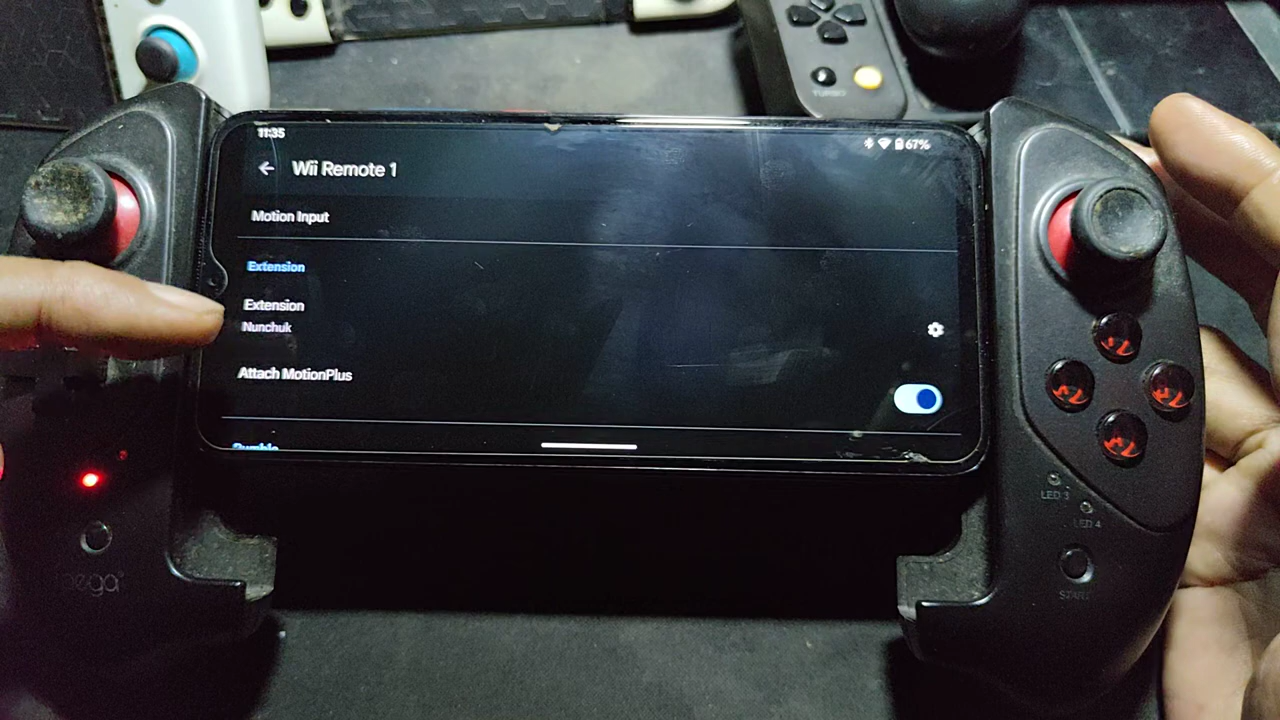 TURBO
11:35
67%
Wii Remote 1
Motion Input
Extension
Extension
Nunchuk
Attach MotionPlus
Rumble
LED 3
LED 4
START